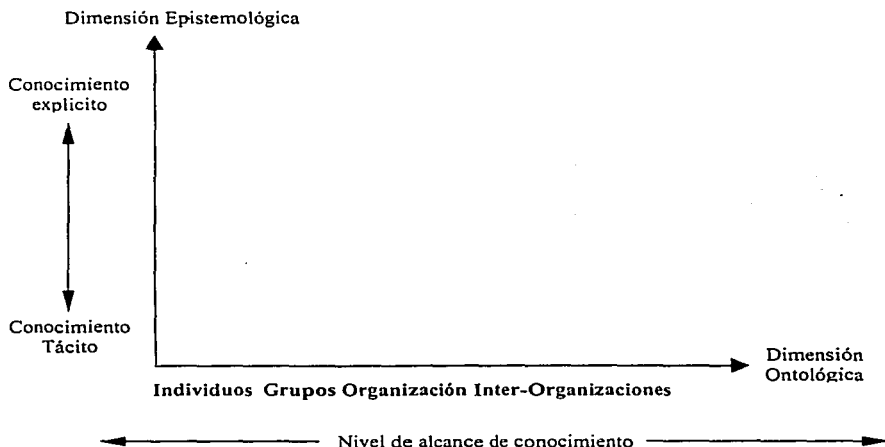 Dimensión Epistemológica
Conocimiento
explicito
Conocimiento
Tácito
Dimensión
Ontológica
Individuos Grupos Organización Inter-Organizaciones
Nivel de alcance de conocimiento